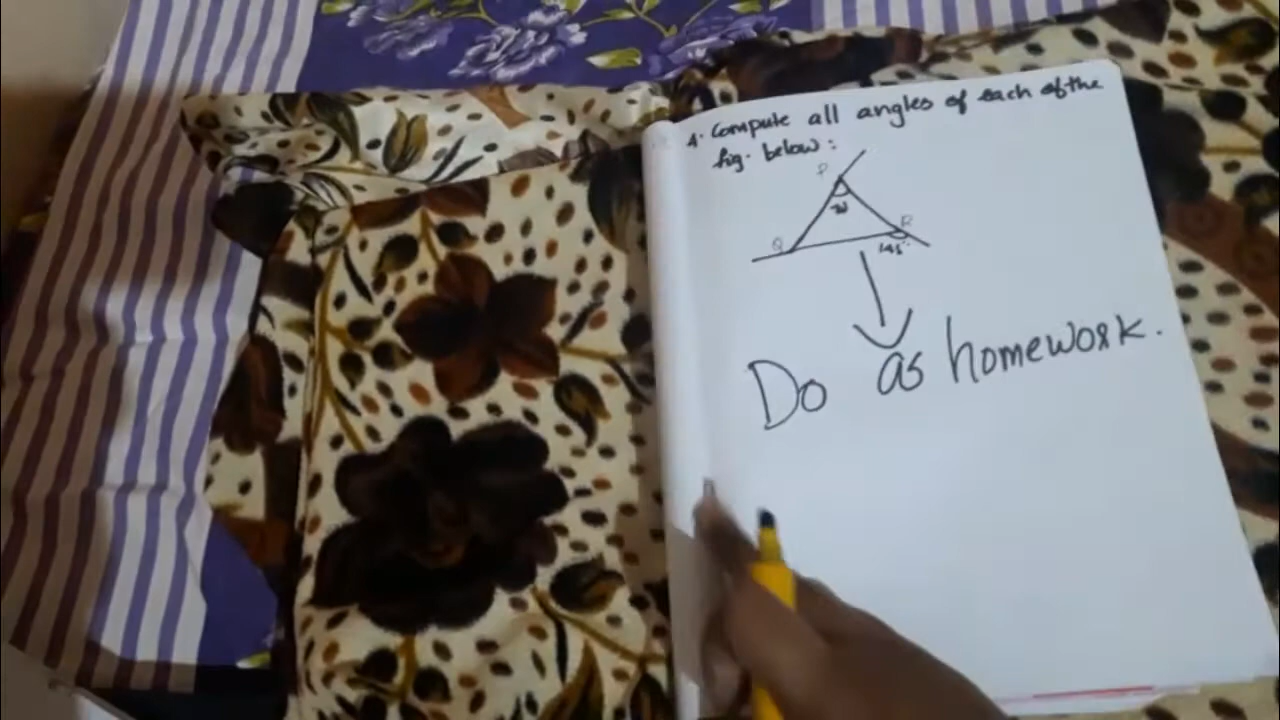 4. Compute all angles of each of the
fig. below:
P
R
Q
145°
Do as homework.